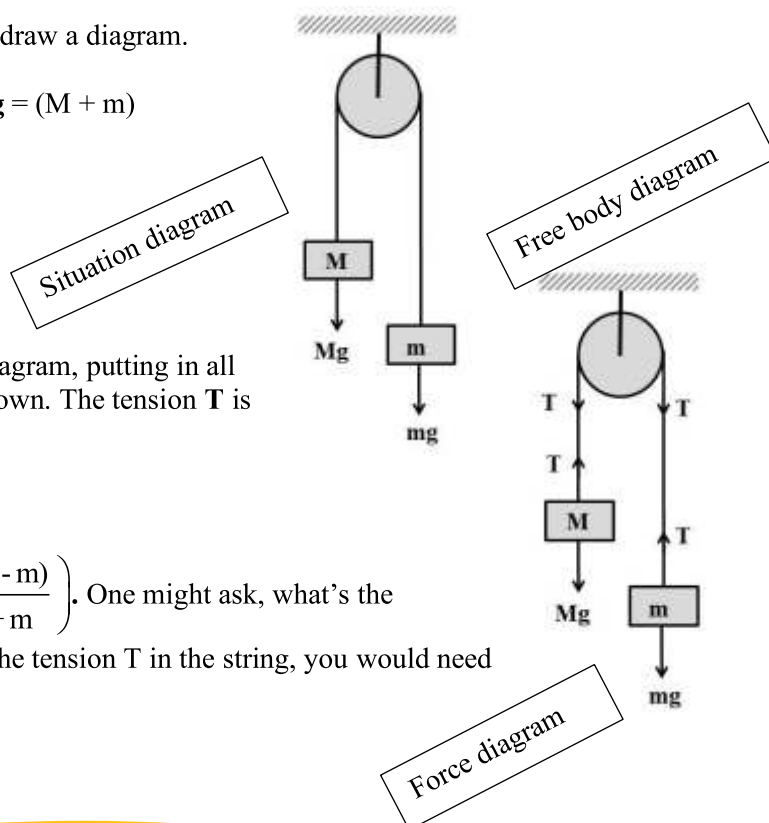 draw a diagram.
g = (M + m)
Situation diagram
Free body diagram
M
Mg
m
mg
agram, putting in all
own. The tension T is
T
T
T
M
T
Mg
m
mg
- m)
+ m
). One might ask, what's the
he tension T in the string, you would need
Force diagram